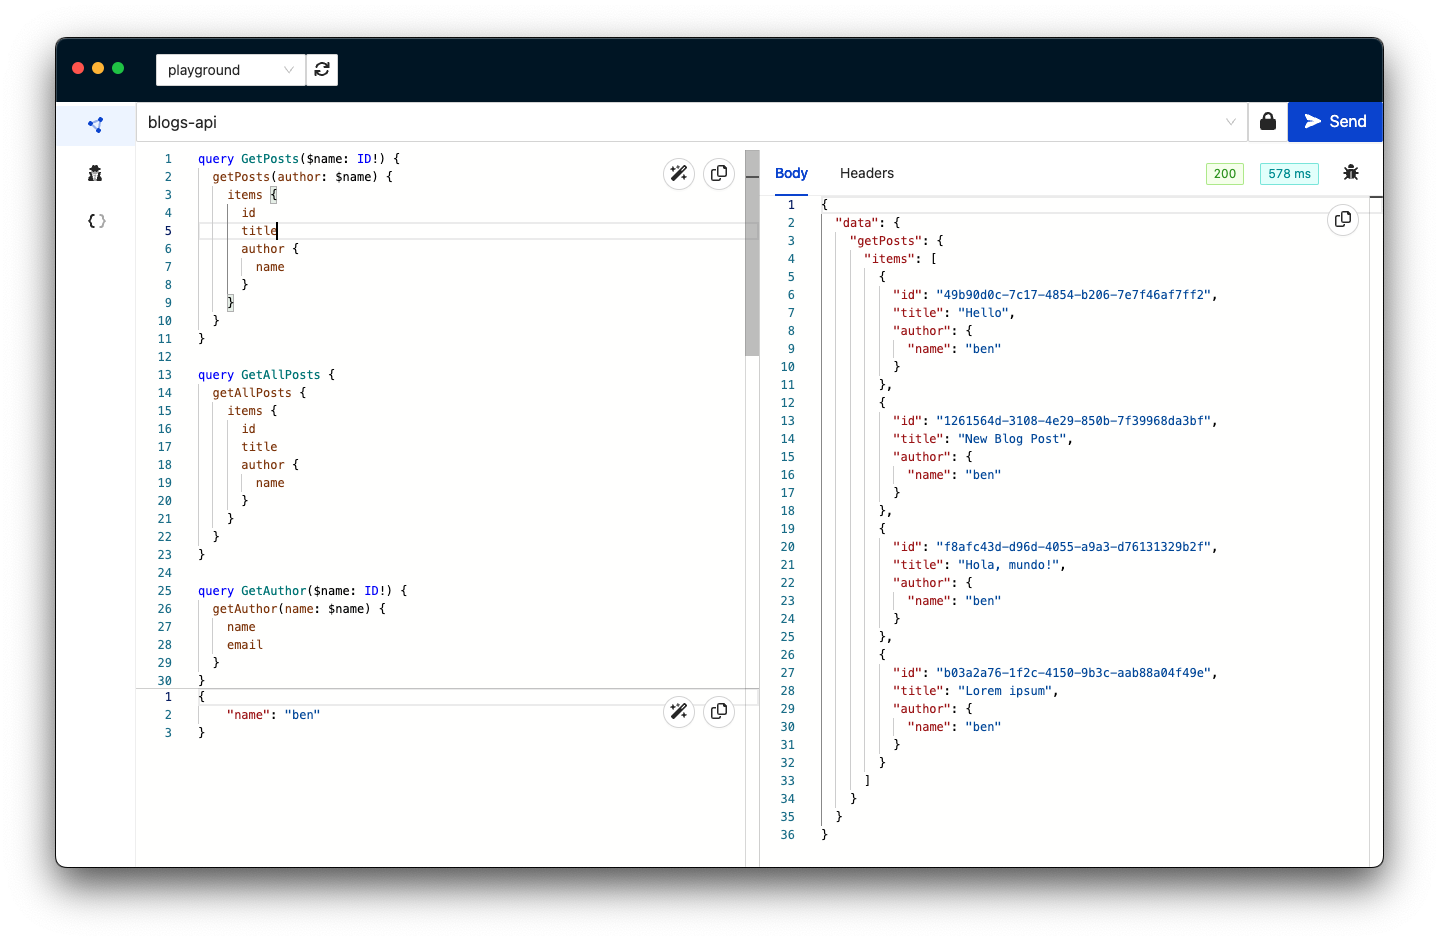 playground
blogs-api
Send
1 query GetPosts($name: ID!) {
2 getPosts(author: $name) {
3 items {
4 id
5 title
6 author {
7 name
8 }
9 }
10 }
11 }
12
13 query GetAllPosts {
14 getAllPosts {
15 items {
16 id
17 title
18 author {
19 name
20 }
21 }
22 }
23 }
24
25 query GetAuthor($name: ID!) {
26 getAuthor(name: $name) {
27 name
28 email
29 }
30 }
1 {
2 "name": "ben"
3 }
Body Headers 200 578 ms
1 {
2 "data": {
3 "getPosts": {
4 "items": [
5 {
6 "id": "49b90d0c-7c17-4854-b206-7e7f46af7ff2",
7 "title": "Hello",
8 "author": {
9 "name": "ben"
10 }
11 },
12 {
13 "id": "1261564d-3108-4e29-850b-7f39968da3bf",
14 "title": "New Blog Post",
15 "author": {
16 "name": "ben"
17 }
18 },
19 {
20 "id": "f8afc43d-d96d-4055-a9a3-d76131329b2f",
21 "title": "Hola, mundo!",
22 "author": {
23 "name": "ben"
24 }
25 },
26 {
27 "id": "b03a2a76-1f2c-4150-9b3c-aab88a04f49e",
28 "title": "Lorem ipsum",
29 "author": {
30 "name": "ben"
31 }
32 }
33 ]
34 }
35 }
36 }